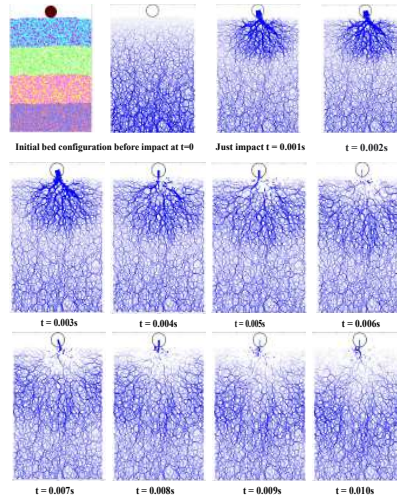 Initial bed configuration before impact at t=0
Just impact t = 0.001s
t = 0.002s
t = 0.003s
t = 0.004s
t = 0.005s
t = 0.006s
t = 0.007s
t = 0.008s
t = 0.009s
t = 0.010s